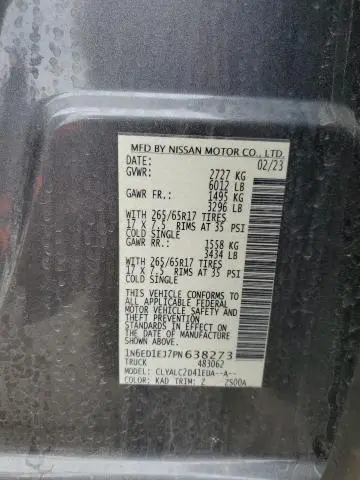 MFD BY NISSAN MOTOR CO., LTD.
DATE: 02/23
GVWR: 2727 KG
6012 LB
GAWR FR.: 1495 KG
3296 LB
WITH 265/65R17 TIRES
17 X 7.5 RIMS AT 35 PSI
COLD SINGLE
GAWR RR.: 1558 KG
3434 LB
WITH 265/65R17 TIRES
17 X 7.5 RIMS AT 35 PSI
COLD SINGLE
THIS VEHICLE CONFORMS TO
ALL APPLICABLE FEDERAL
MOTOR VEHICLE SAFETY AND
THEFT PREVENTION
STANDARDS IN EFFECT ON
THE DATE OF MANUFACTURE
SHOWN ABOVE.
1N6ED1EJ7PN638273
TRUCK 483062
MODEL: CLYALC2D41EUA--A--
COLOR: KAD TRIM: Z 2S00A